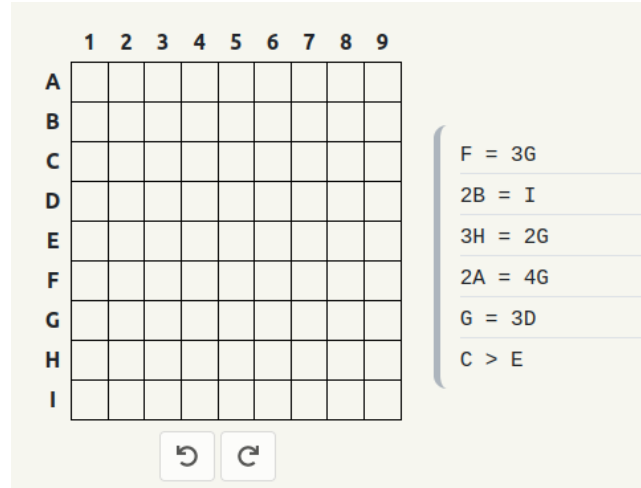 1 2 3 4 5 6 7 8 9
A
B
C
D
E
F
G
H
I
F = 3G
2B = I
3H = 2G
2A = 4G
G = 3D
C > E